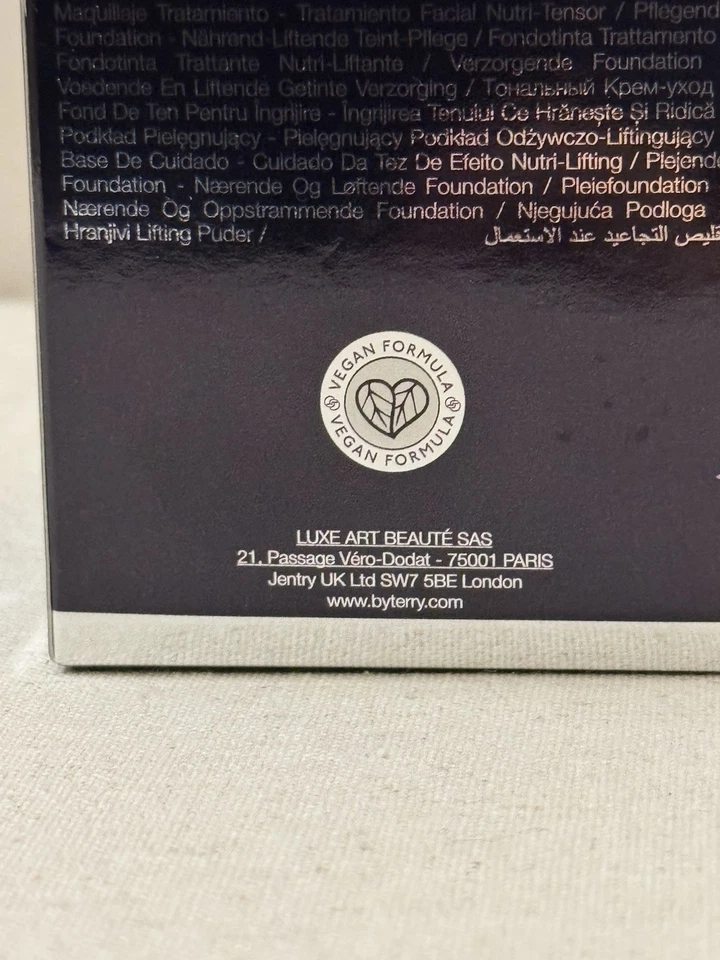 Maquillaje Tratamiento - Tratamiento Facial Nutri-Tensor / Pflegend
Foundation - Nährend-Liftende Teint-Pflege / Fondotinta Trattamento
Fondotinta Trattante Nutri-Liftante / Verzorgende Foundation
Voedende En Liftende Getinte Verzorging / Тональный Крем-уход
Fond De Ten Pentru Îngrijire - Îngrijirea Tenului Ce Hrănește Și Ridică
Podkład Pielęgnujący - Pielęgnujący Podkład Odżywczo-Liftingujący
Base De Cuidado - Cuidado Da Tez De Efeito Nutri-Lifting / Plejende
Foundation - Nærende Og Løftende Foundation / Pleiefoundation
Nærende Og Oppstrammende Foundation / Njegujuća Podloga
Hranjivi Lifting Puder / تقليص التجاعيد عند الاستعمال
VEGAN FORMULA
VEGAN FORMULA
LUXE ART BEAUTÉ SAS
21, Passage Véro-Dodat - 75001 PARIS
Jentry UK Ltd SW7 5BE London
www.byterry.com